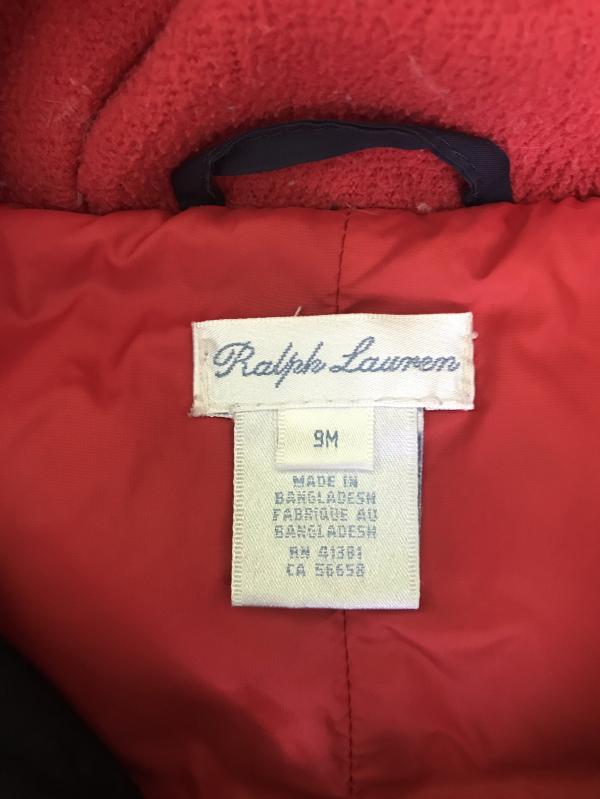 Ralph Lauren
9M
MADE IN
BANGLADESH
FABRIQUE AU
BANGLADESH
RN 41381
CA 56658